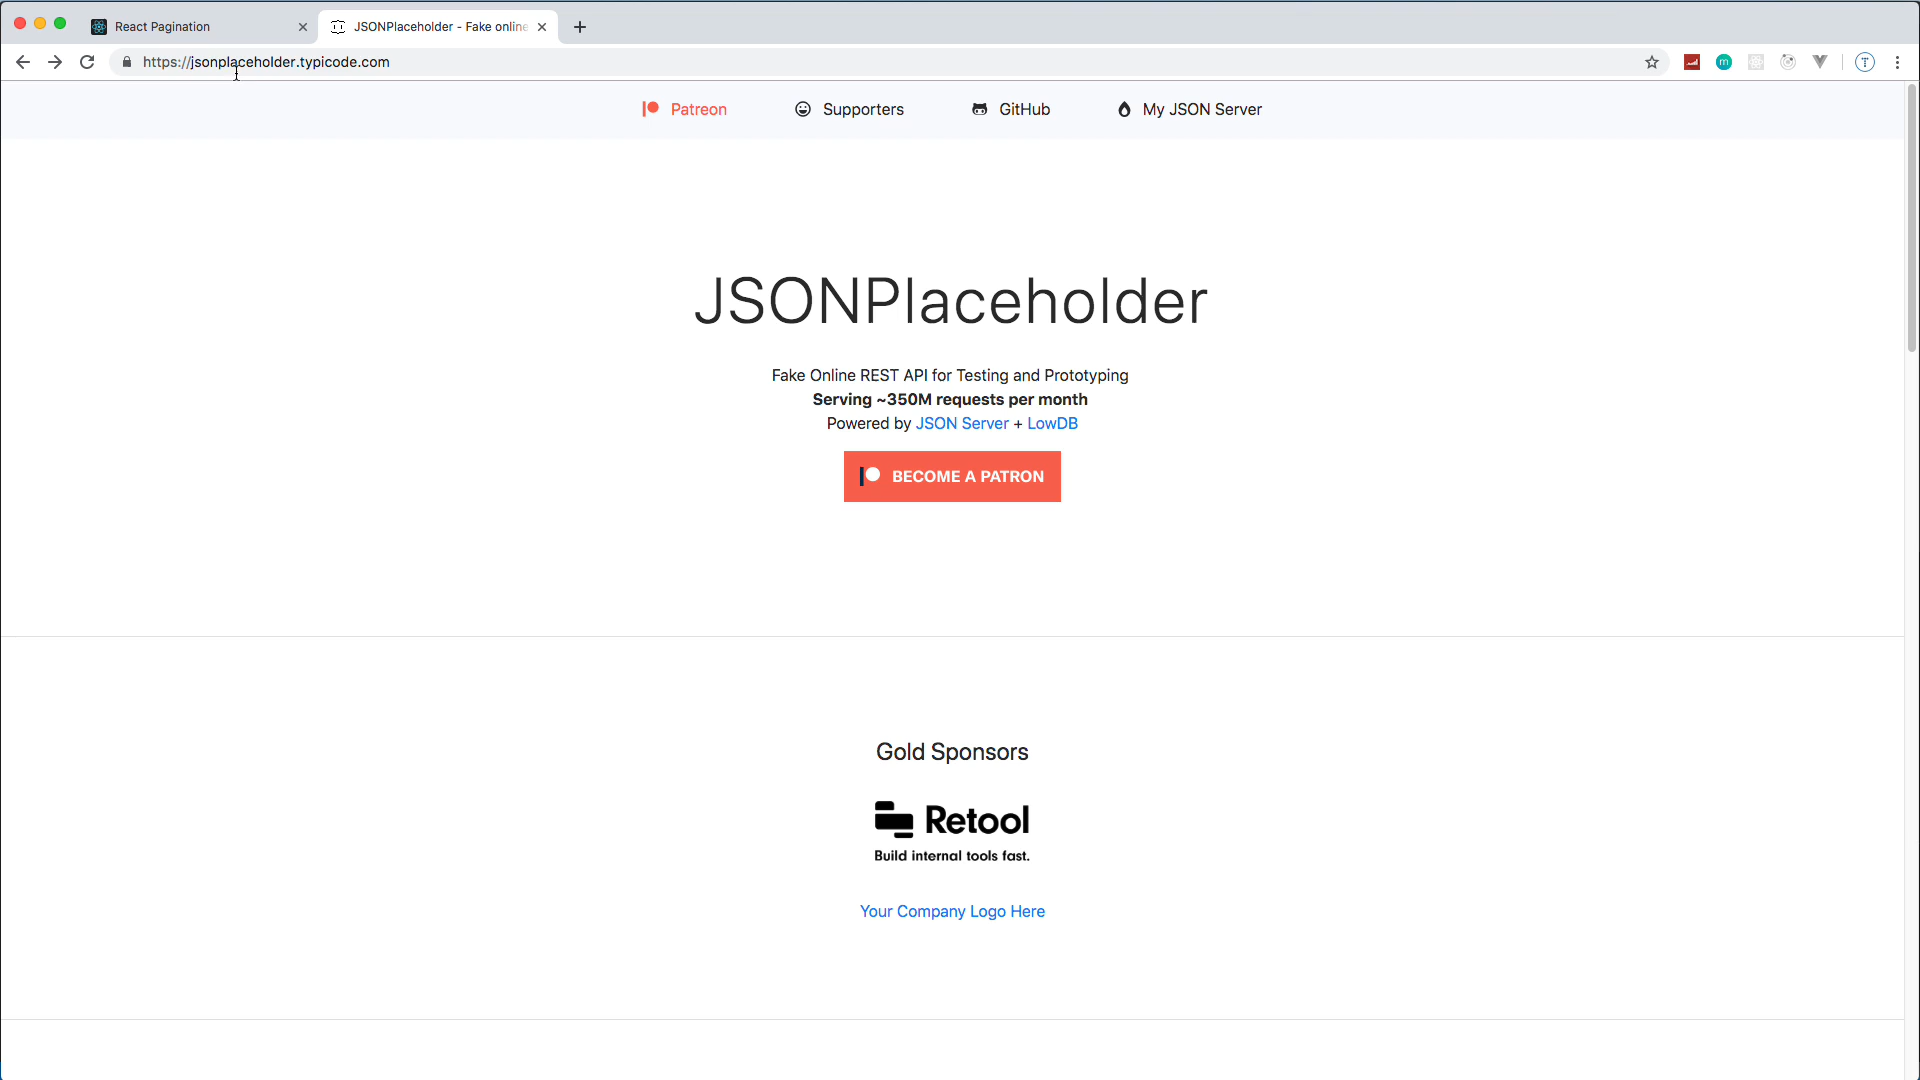 React Pagination
JSONPlaceholder - Fake online
https://jsonplaceholder.typicode.com
m
T
Patreon
Supporters
GitHub
My JSON Server
JSONPlaceholder
Fake Online REST API for Testing and Prototyping
Serving ~350M requests per month
Powered by JSON Server + LowDB
BECOME A PATRON
Gold Sponsors
Retool
Build internal tools fast.
Your Company Logo Here